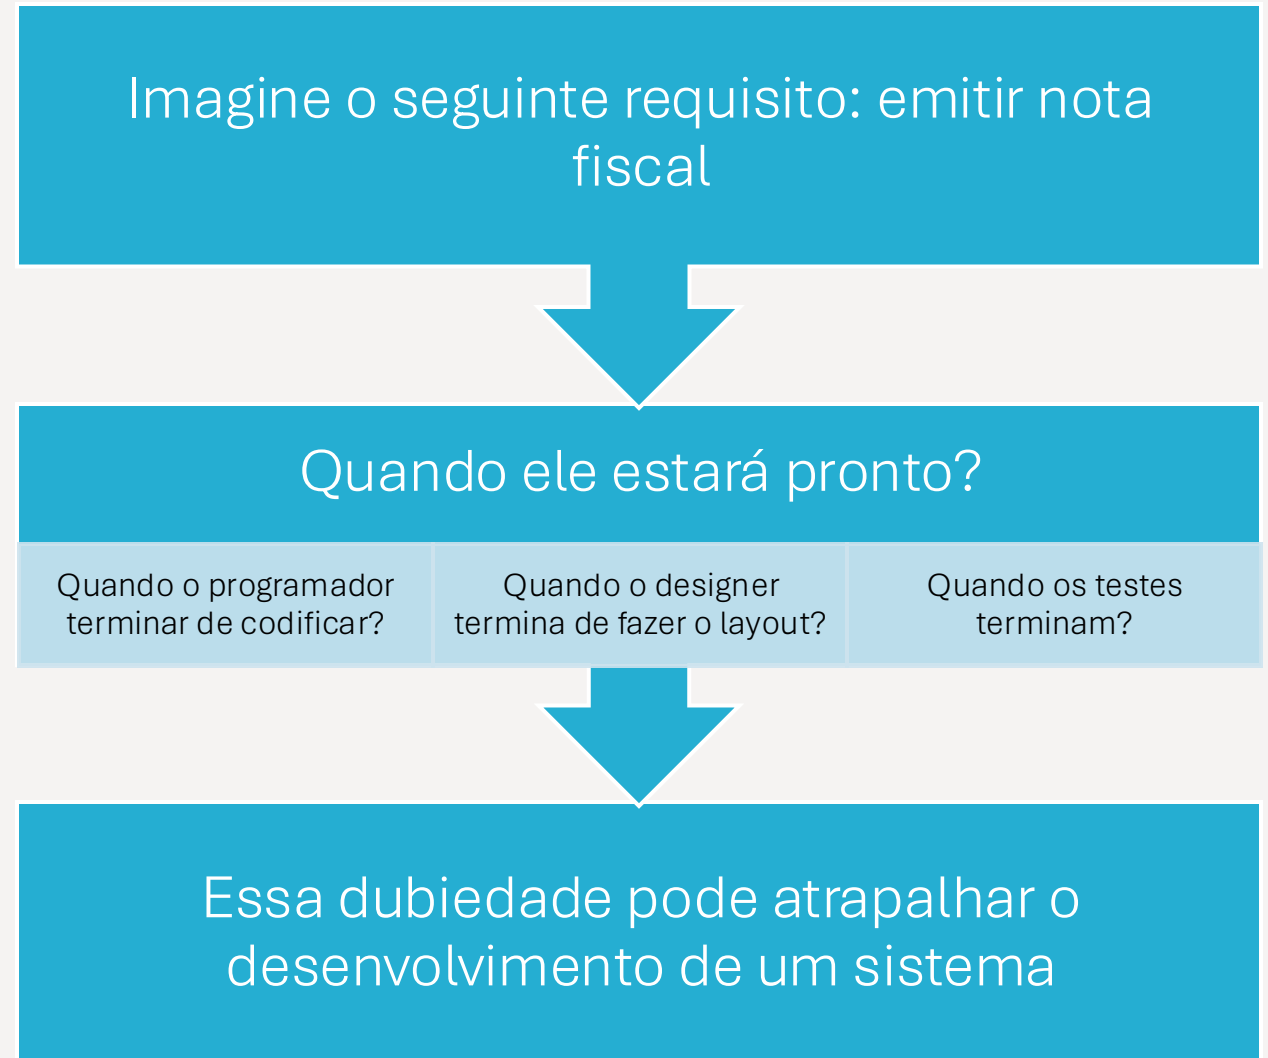 Imagine o seguinte requisito: emitir nota
fiscal
Quando ele estará pronto?
Quando o programador
terminar de codificar?
Quando o designer
termina de fazer o layout?
Quando os testes
terminam?
Essa dubiedade pode atrapalhar o
desenvolvimento de um sistema